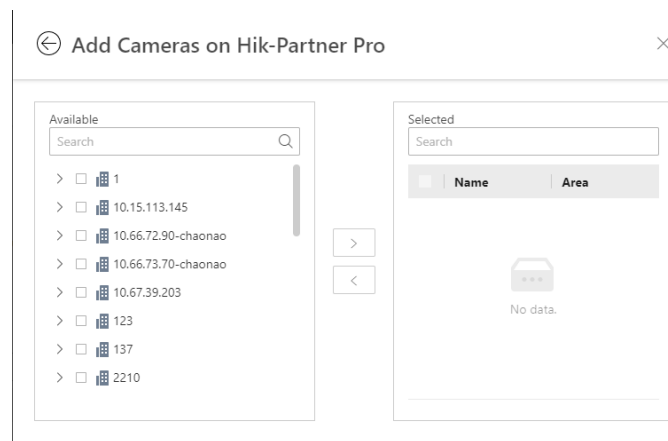 Add Cameras on Hik-Partner Pro
Available
Search
1
10.15.113.145
10.66.72.90-chaonao
10.66.73.70-chaonao
10.67.39.203
123
137
2210
Selected
Search
Name Area
No data.